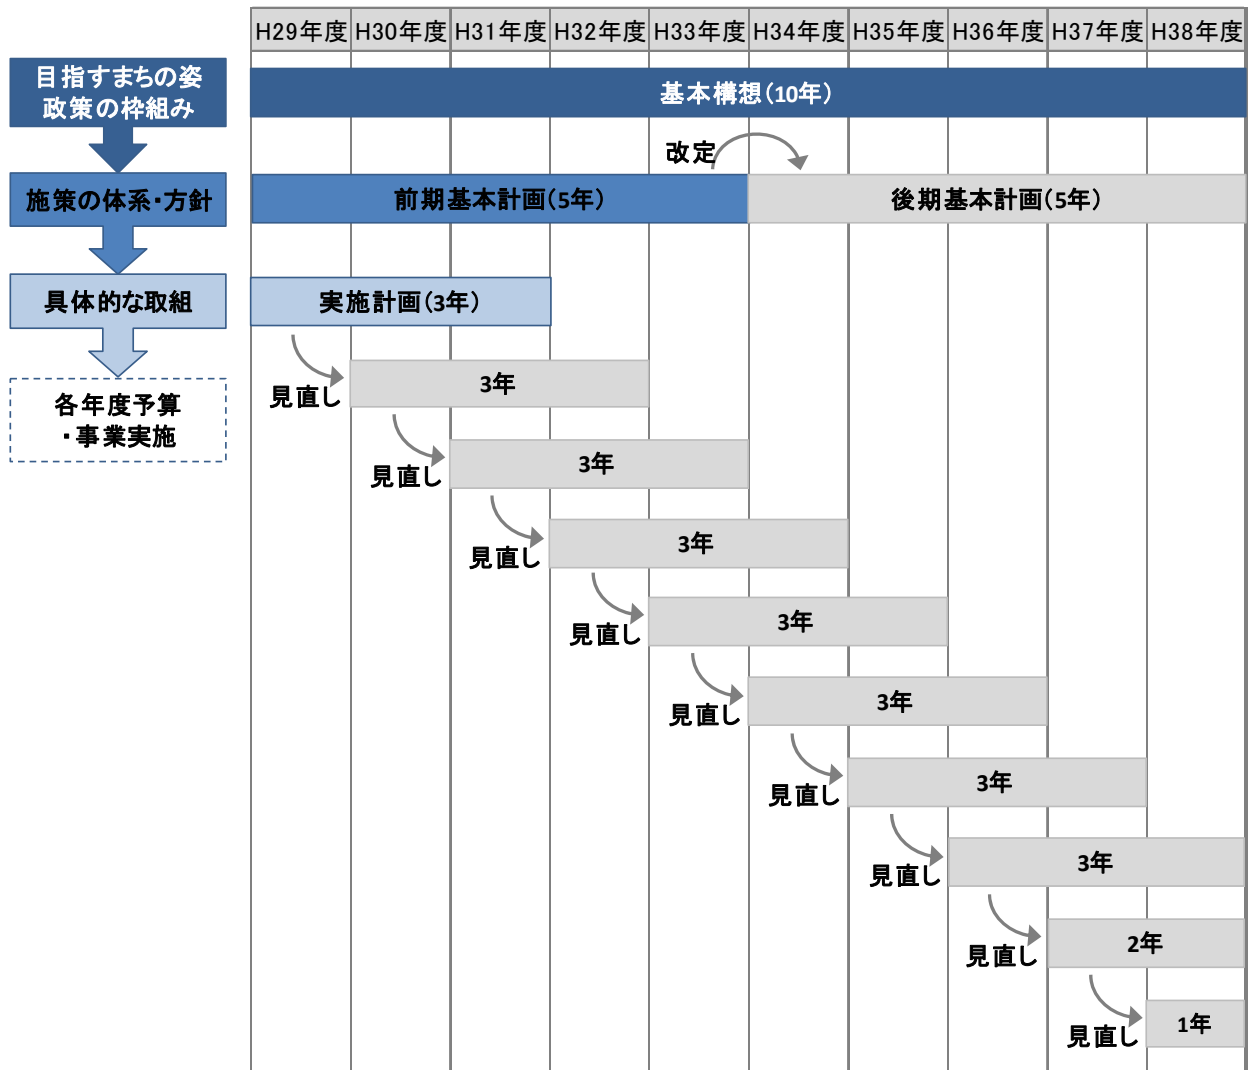 H29年度 H30年度 H31年度 H32年度 H33年度 H34年度 H35年度 H36年度 H37年度 H38年度
目指すまちの姿
政策の枠組み
基本構想（10年）
改定
施策の体系・方針
前期基本計画（5年）
後期基本計画（5年）
具体的な取組
実施計画（3年）
見直し
3年
各年度予算
・事業実施
見直し
3年
見直し
3年
見直し
3年
見直し
3年
見直し
3年
見直し
3年
見直し
2年
見直し
1年